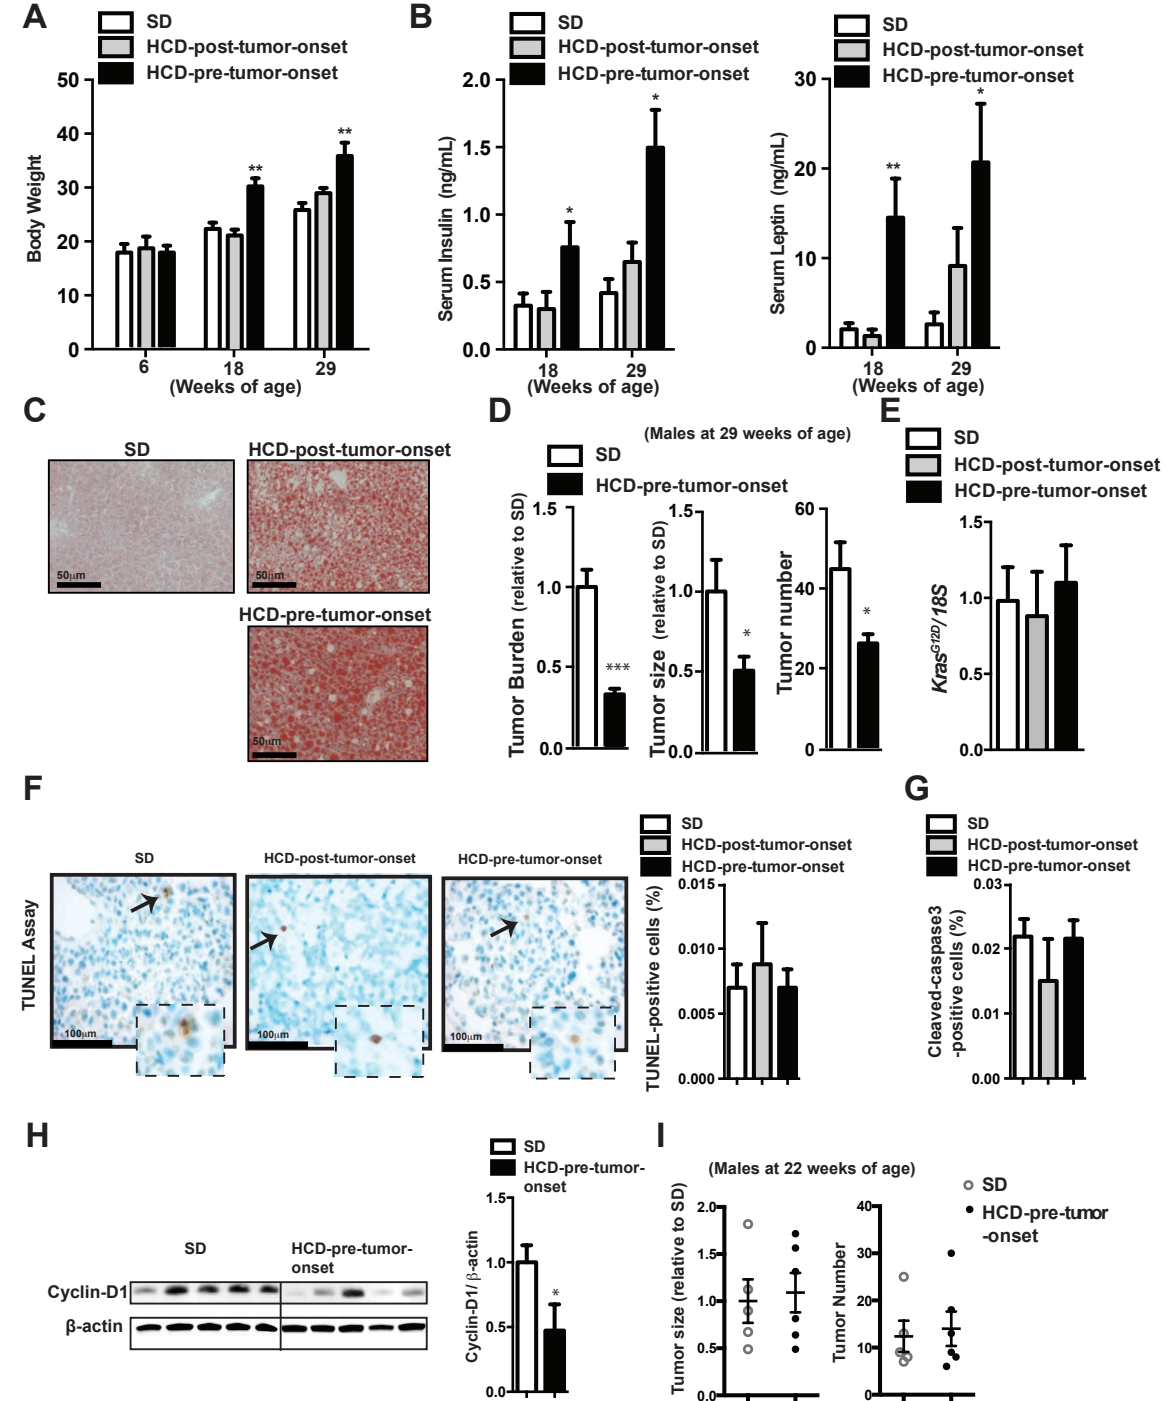 A
SD
HCD-post-tumor-onset
HCD-pre-tumor-onset
50
40
30
20
10
0
Body Weight
**
**
6
18
29
(Weeks of age)
B
SD
HCD-post-tumor-onset
HCD-pre-tumor-onset
2.0
1.5
1.0
0.5
0.0
Serum Insulin (ng/mL)
*
*
18
29
(Weeks of age)
SD
HCD-post-tumor-onset
HCD-pre-tumor-onset
30
20
10
0
Serum Leptin (ng/mL)
**
*
18
29
(Weeks of age)
C
SD
HCD-post-tumor-onset
50μm
50μm
HCD-pre-tumor-onset
50μm
D
(Males at 29 weeks of age)
SD
HCD-pre-tumor-onset
1.5
1.0
0.5
0.0
Tumor Burden (relative to SD)
***
1.5
1.0
0.5
0.0
Tumor size (relative to SD)
*
60
40
20
0
Tumor number
*
E
SD
HCD-post-tumor-onset
HCD-pre-tumor-onset
1.5
1.0
0.5
0.0
Kras^G12D/18S
F
SD
HCD-post-tumor-onset
HCD-pre-tumor-onset
TUNEL Assay
100μm
100μm
100μm
SD
HCD-post-tumor-onset
HCD-pre-tumor-onset
0.015
0.010
0.005
0.000
TUNEL-positive cells (%)
G
SD
HCD-post-tumor-onset
HCD-pre-tumor-onset
0.03
0.02
0.01
0.00
Cleaved-caspase3
-positive cells (%)
H
SD
HCD-pre-tumor-
onset
Cyclin-D1
β-actin
SD
HCD-pre-tumor-
onset
1.5
1.0
0.5
0.0
Cyclin-D1/ β-actin
*
I
(Males at 22 weeks of age)
SD
HCD-pre-tumor
-onset
2.0
1.5
1.0
0.5
0.0
Tumor size (relative to SD)
40
30
20
10
0
Tumor Number